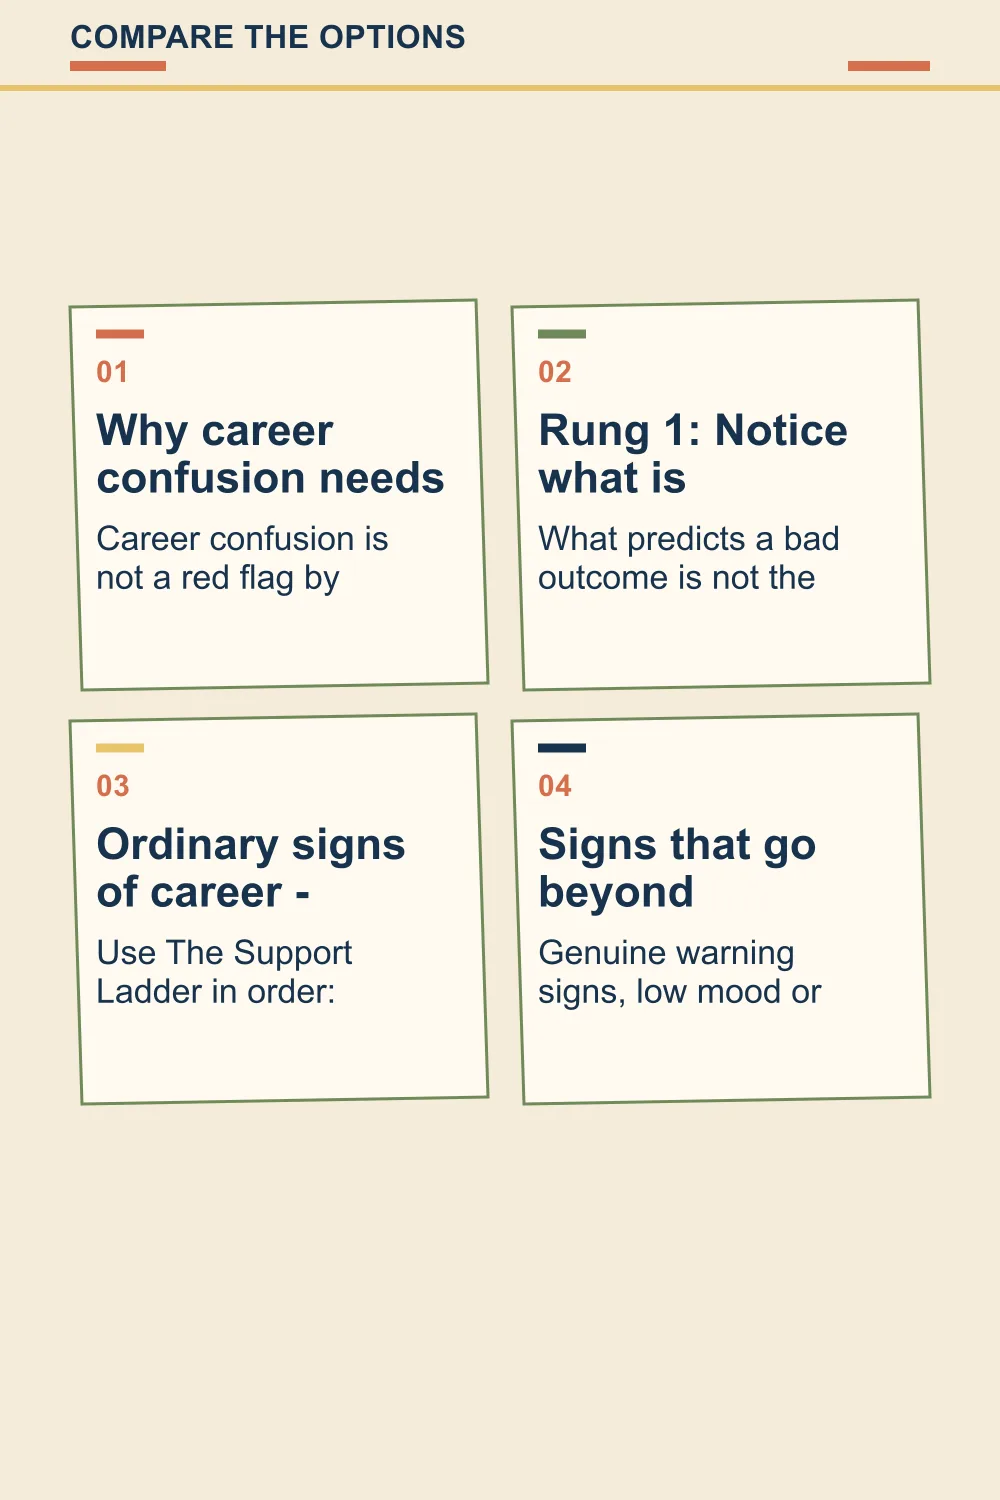 COMPARE THE OPTIONS
01
Why career
confusion needs
Career confusion is
not a red flag by
02
Rung 1: Notice
what is
What predicts a bad
outcome is not the
03
Ordinary signs
of career -
Use The Support
Ladder in order:
04
Signs that go
beyond
Genuine warning
signs, low mood or